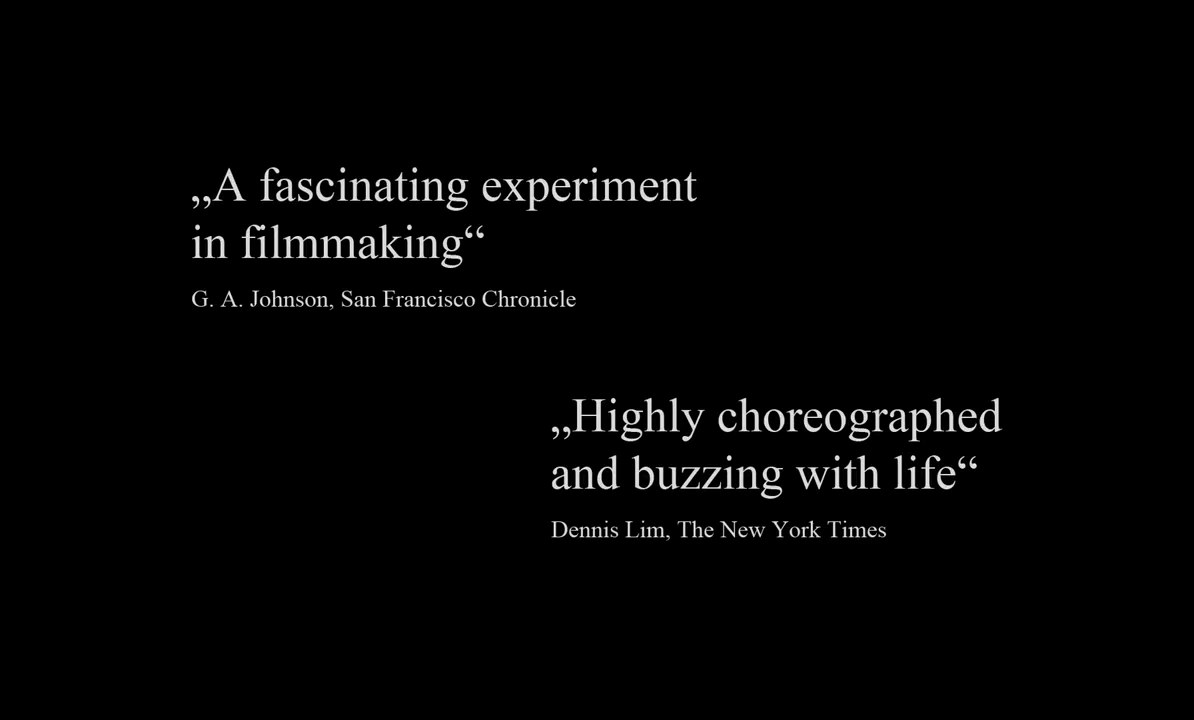 „A fascinating experiment
in filmmaking“
G. A. Johnson, San Francisco Chronicle
„Highly choreographed
and buzzing with life“
Dennis Lim, The New York Times